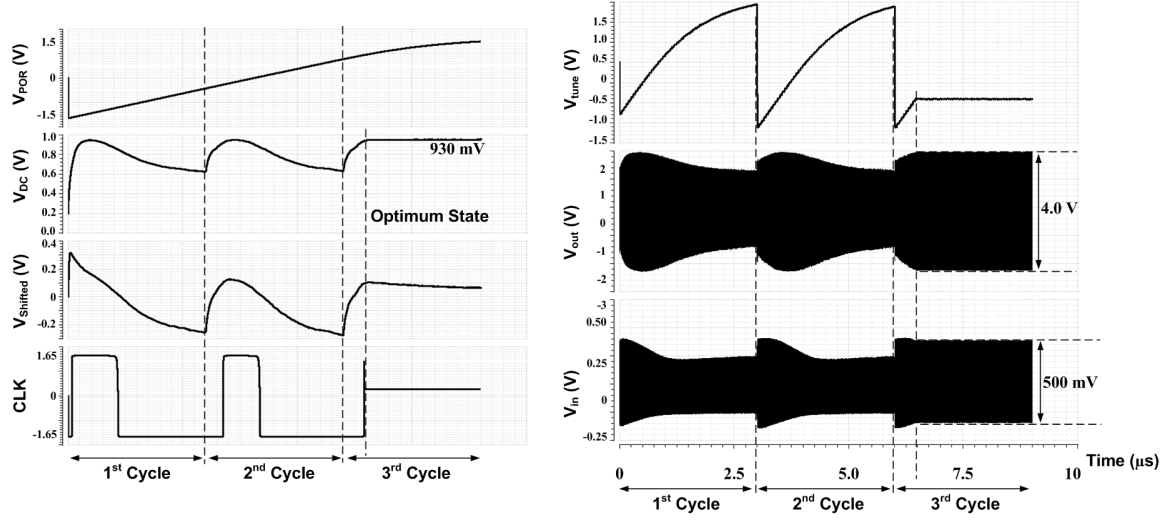 V_POR (V)
1.5
0
-1.5
V_DC (V)
1.0
0.8
0.6
0.4
0.2
0.0
930 mV
Optimum State
V_Shifted (V)
0.4
0.2
0.0
-0.2
CLK
1.65
-1.65
1st Cycle
2nd Cycle
3rd Cycle
V_tune (V)
1.5
1.5
1.0
0.5
0
-0.5
-1.0
-1.5
V_out (V)
2
1
0
-1
-2
4.0 V
V_in (V)
-3
0.50
0.25
0
-0.25
500 mV
0
2.5
5.0
7.5
10
Time (μs)
1st Cycle
2nd Cycle
3rd Cycle